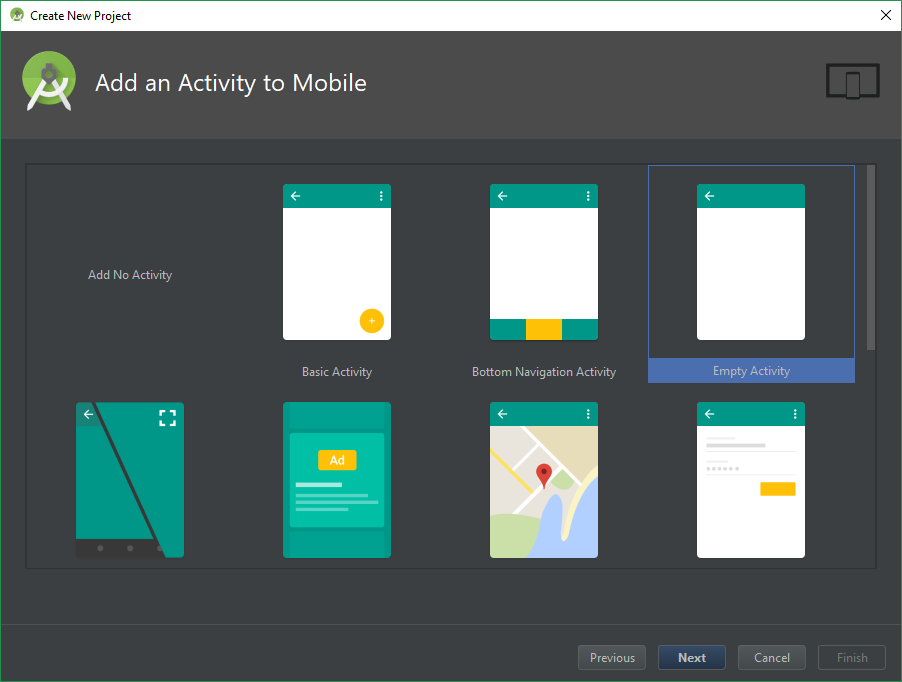 Create New Project
Add an Activity to Mobile
Add No Activity
Basic Activity
Bottom Navigation Activity
Empty Activity
Ad
Previous
Next
Cancel
Finish